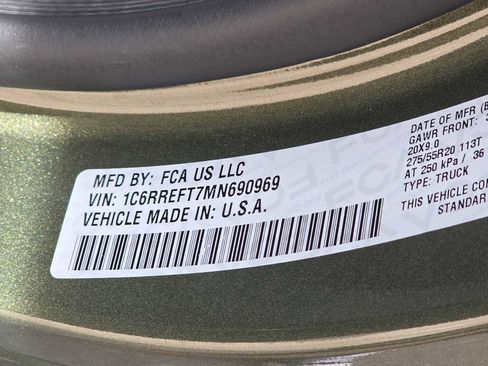 MFD BY: FCA US LLC
VIN: 1C6RREFT7MN690969
VEHICLE MADE IN: U.S.A.
DATE OF MFR
GAWR FRONT:
20X9.0
275/55R20 113T
AT 250 kPa / 36
TYPE: TRUCK
THIS VEHICLE
STANDAR